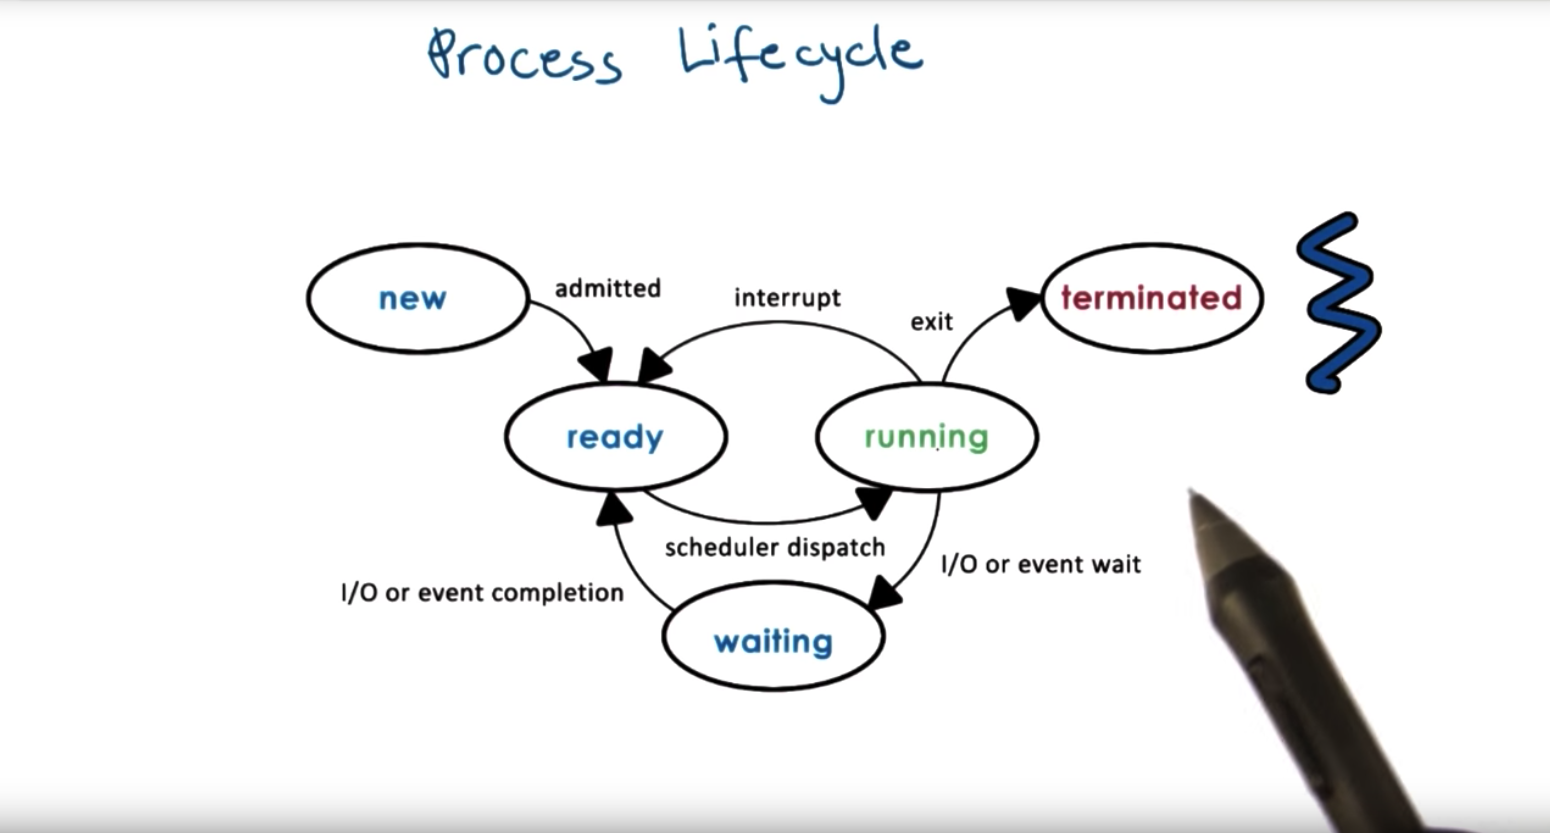 Process Lifecycle
new
admitted
interrupt
exit
terminated
ready
running
scheduler dispatch
I/O or event wait
I/O or event completion
waiting